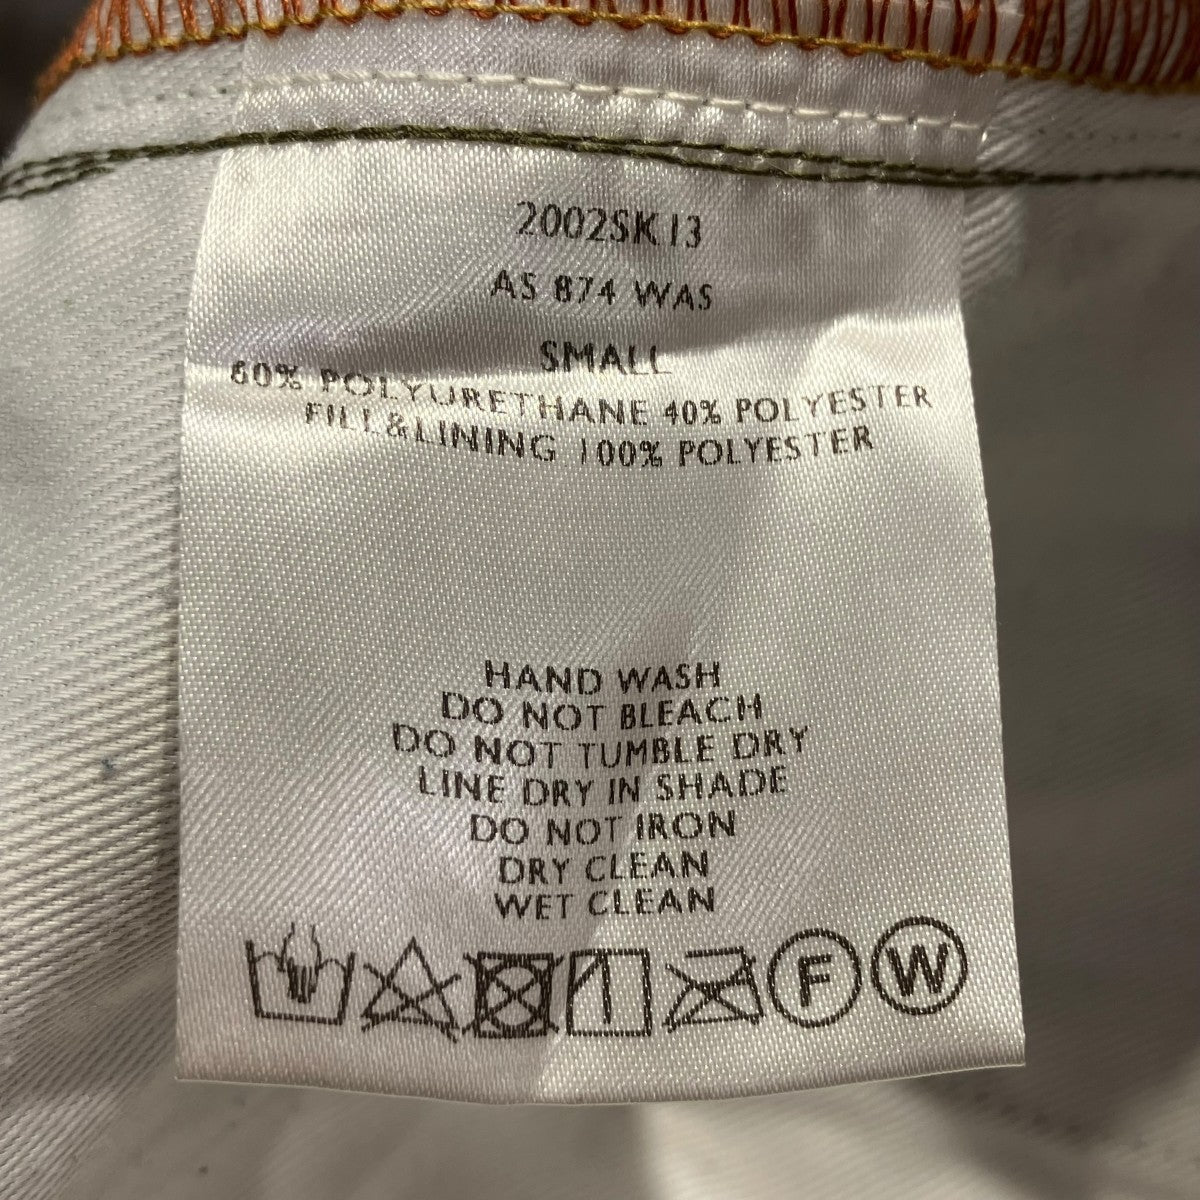 2002SK13
AS 874 WAS
SMALL
60% POLYURETHANE 40% POLYESTER
FILL&LINING 100% POLYESTER
HAND WASH
DO NOT BLEACH
DO NOT TUMBLE DRY
LINE DRY IN SHADE
DO NOT IRON
DRY CLEAN
WET CLEAN
F W